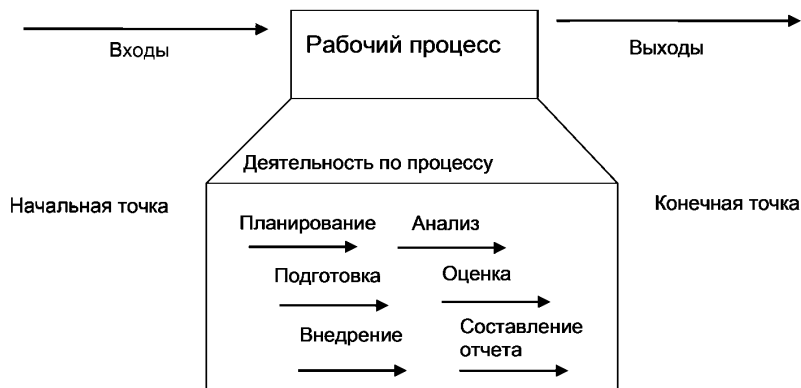 Входы
Рабочий процесс
Выходы
Деятельность по процессу
Начальная точка
Конечная точка
Планирование
Анализ
Подготовка
Оценка
Внедрение
Составление
отчета